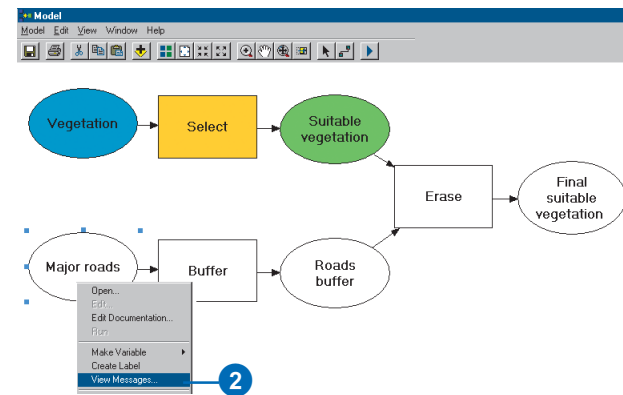 Model
Model Edit View Window Help
Vegetation
Select
Suitable
vegetation
Erase
Final
suitable
vegetation
Major roads
Buffer
Roads
buffer
Open...
Edit...
Edit Documentation...
Run
Make Variable
Create Label
View Messages...
2